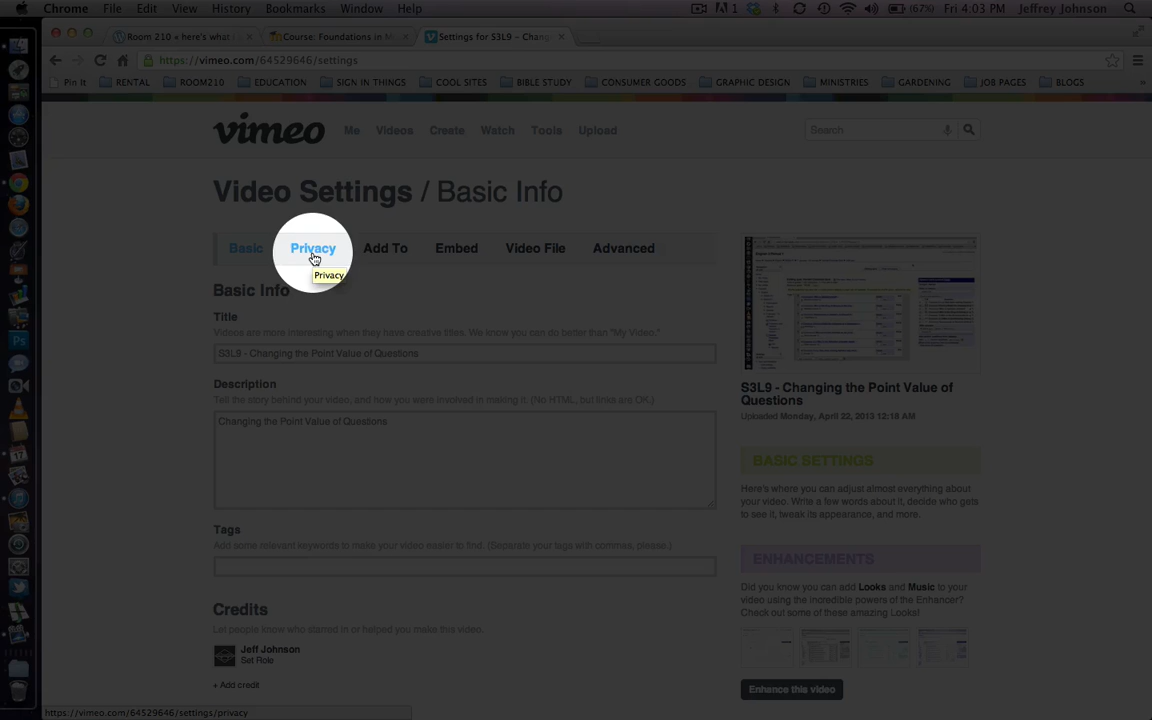 Chrome File Edit View History Bookmarks Window Help 1 (67%) Fri 4:03 PM Jeffrey Johnson
Room 210 « here's what i × Course: Foundations in M × Settings for S3L9 – Chang ×
https://vimeo.com/64529646/settings
Pin It RENTAL ROOM210 EDUCATION SIGN IN THINGS COOL SITES BIBLE STUDY CONSUMER GOODS GRAPHIC DESIGN MINISTRIES GARDENING JOB PAGES BLOGS »
vimeo Me Videos Create Watch Tools Upload Search
Video Settings / Basic Info
Basic Privacy Add To Embed Video File Advanced
Privacy
Basic Info
Title
Videos are more interesting when they have creative titles. We know you can do better than "My Video."
S3L9 - Changing the Point Value of Questions
Description
Tell the story behind your video, and how you were involved in making it. (No HTML, but links are OK.)
Changing the Point Value of Questions
Tags
Add some relevant keywords to make your video easier to find. (Separate your tags with commas, please.)
Credits
Let people know who starred in or helped you make this video.
Jeff Johnson
Set Role
+ Add credit
S3L9 - Changing the Point Value of
Questions
Uploaded Monday, April 22, 2013 12:18 AM
BASIC SETTINGS
Here's where you can adjust almost everything about
your video. Write a few words about it, decide who gets
to see it, tweak its appearance, and more.
ENHANCEMENTS
Did you know you can add Looks and Music to your
video using the incredible powers of the Enhancer?
Check out some of these amazing Looks!
Enhance this video
https://vimeo.com/64529646/settings/privacy